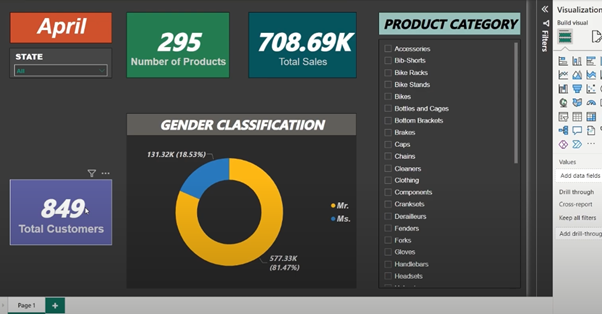 April
STATE
All
295
Number of Products
708.69K
Total Sales
PRODUCT CATEGORY
Accessories
Bib-Shorts
Bike Racks
Bike Stands
Bikes
Bottles and Cages
Bottom Brackets
Brakes
Caps
Chains
Cleaners
Clothing
Components
Cranksets
Derailleurs
Fenders
Forks
Gloves
Handlebars
Headsets
GENDER CLASSIFICATIION
131.32K (18.53%)
Mr.
Ms.
577.33K
(81.47%)
849
Total Customers
Filters
Visualization
Build visual
Values
Add data fields
Drill through
Cross-report
Keep all filters
Add drill-throug
Page 1